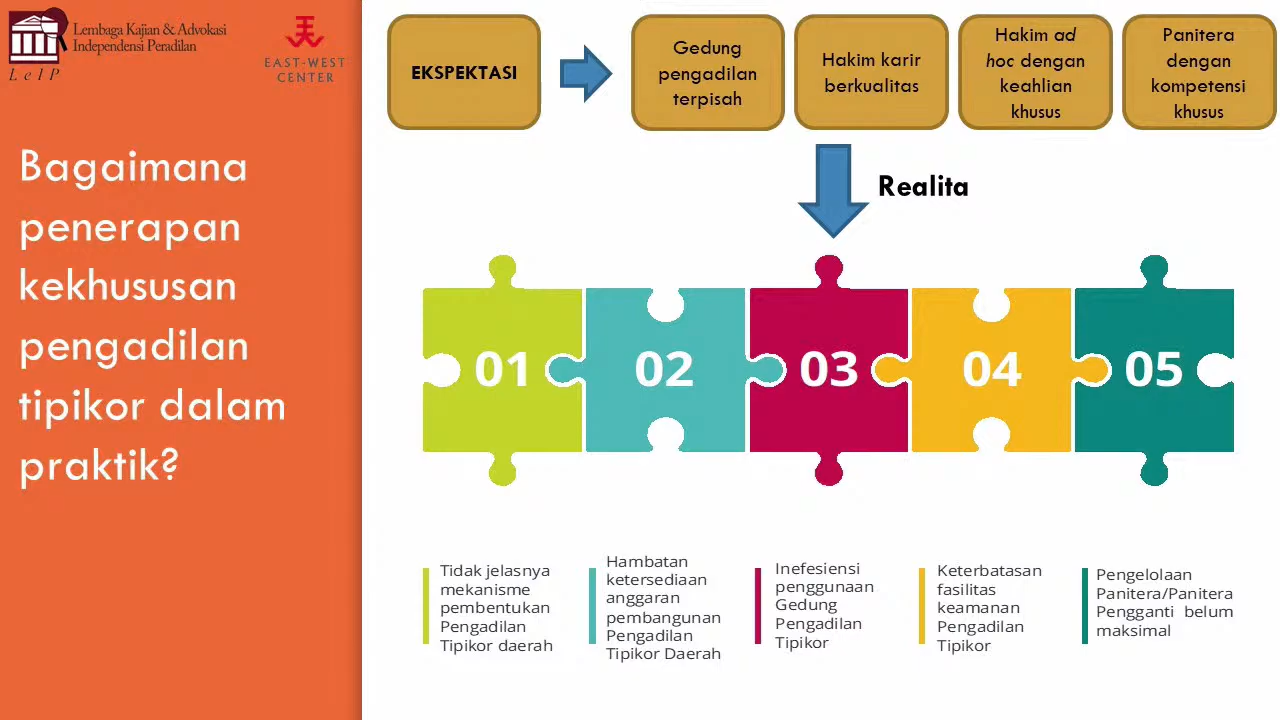 Lembaga Kajian & Advokasi
Independensi Peradilan
LeIP
EAST-WEST
CENTER
Bagaimana
penerapan
kekhususan
pengadilan
tipikor dalam
praktik?
EKSPEKTASI
Gedung
pengadilan
terpisah
Hakim karir
berkualitas
Hakim ad
hoc dengan
keahlian
khusus
Panitera
dengan
kompetensi
khusus
Realita
01
02
03
04
05
Tidak jelasnya
mekanisme
pembentukan
Pengadilan
Tipikor daerah
Hambatan
ketersediaan
anggaran
pembangunan
Pengadilan
Tipikor Daerah
Inefesiensi
penggunaan
Gedung
Pengadilan
Tipikor
Keterbatasan
fasilitas
keamanan
Pengadilan
Tipikor
Pengelolaan
Panitera/Panitera
Pengganti belum
maksimal